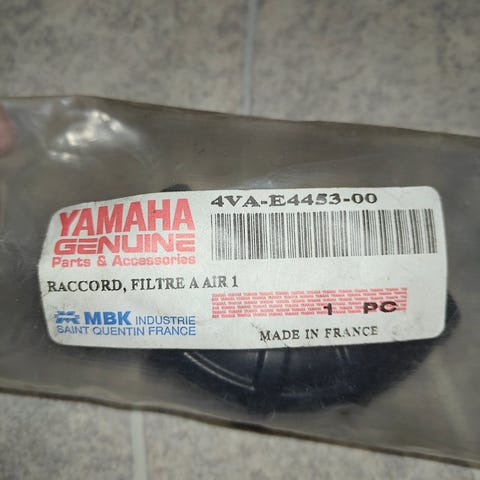 4VA-E4453-00
YAMAHA
GENUINE
Parts & Accessories
RACCORD, FILTRE A AIR 1
MBK INDUSTRIE
SAINT QUENTIN FRANCE
1 PC
MADE IN FRANCE